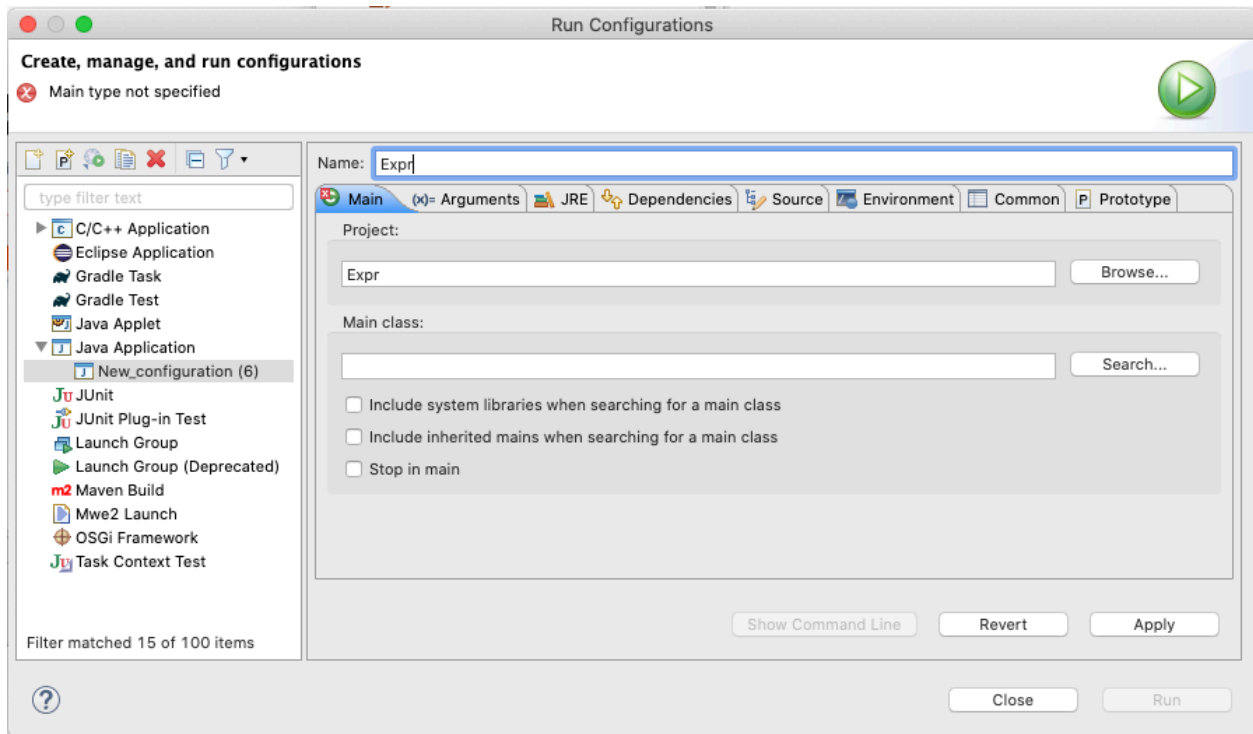 Run Configurations
Create, manage, and run configurations
Main type not specified
type filter text
C/C++ Application
Eclipse Application
Gradle Task
Gradle Test
Java Applet
Java Application
New_configuration (6)
JUnit
JUnit Plug-in Test
Launch Group
Launch Group (Deprecated)
Maven Build
Mwe2 Launch
OSGi Framework
Task Context Test
Filter matched 15 of 100 items
Name: Expr
Main (x)= Arguments JRE Dependencies Source Environment Common Prototype
Project:
Expr Browse...
Main class:
Search...
Include system libraries when searching for a main class
Include inherited mains when searching for a main class
Stop in main
Show Command Line Revert Apply
? Close Run